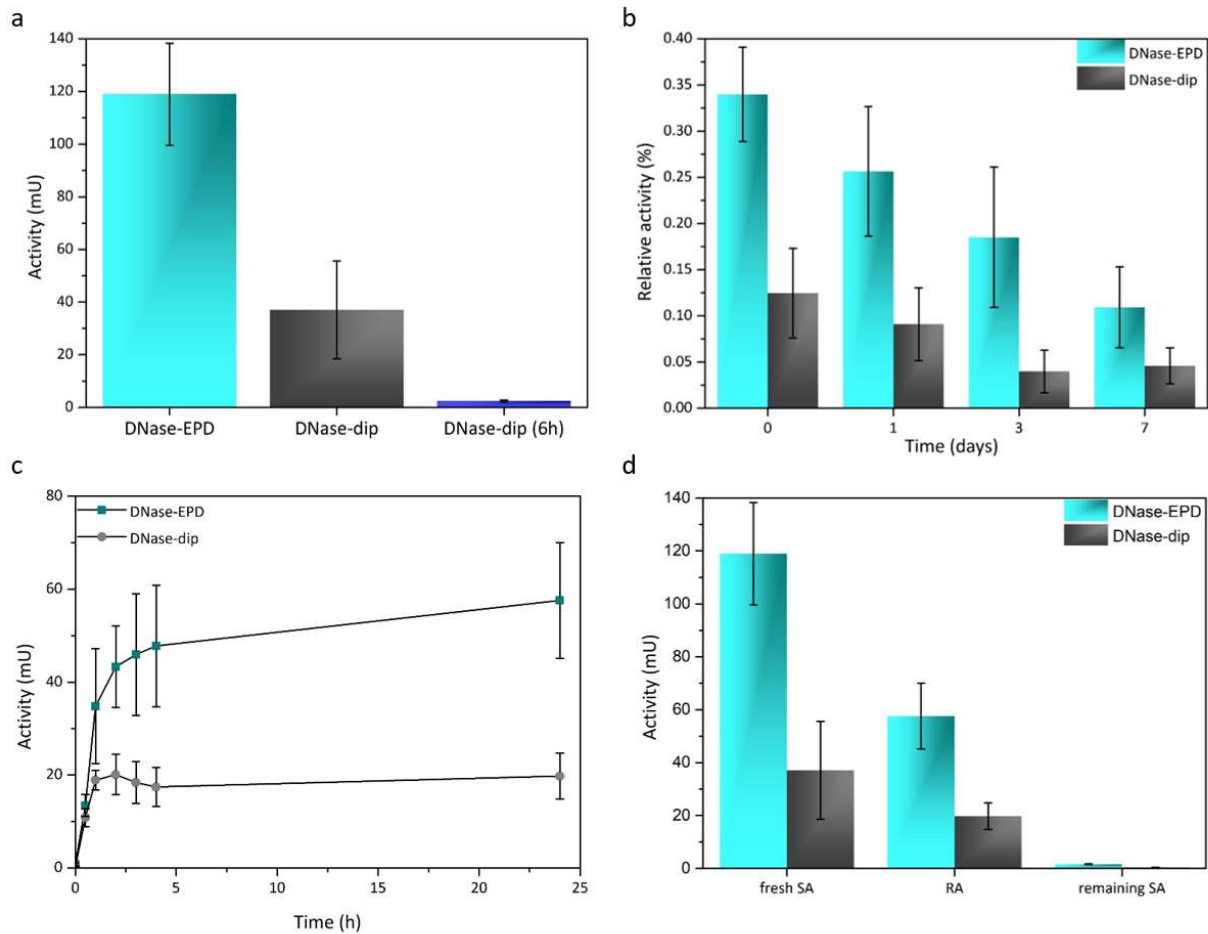 a
140
120
100
80
60
40
20
0
Activity (mU)
DNase-EPD DNase-dip DNase-dip (6h)
b
DNase-EPD
DNase-dip
0.40
0.35
0.30
0.25
0.20
0.15
0.10
0.05
0.00
Relative activity (%)
0 1 3 7
Time (days)
c
DNase-EPD
DNase-dip
80
60
40
20
0
Activity (mU)
0 5 10 15 20 25
Time (h)
d
DNase-EPD
DNase-dip
140
120
100
80
60
40
20
0
Activity (mU)
fresh SA RA remaining SA